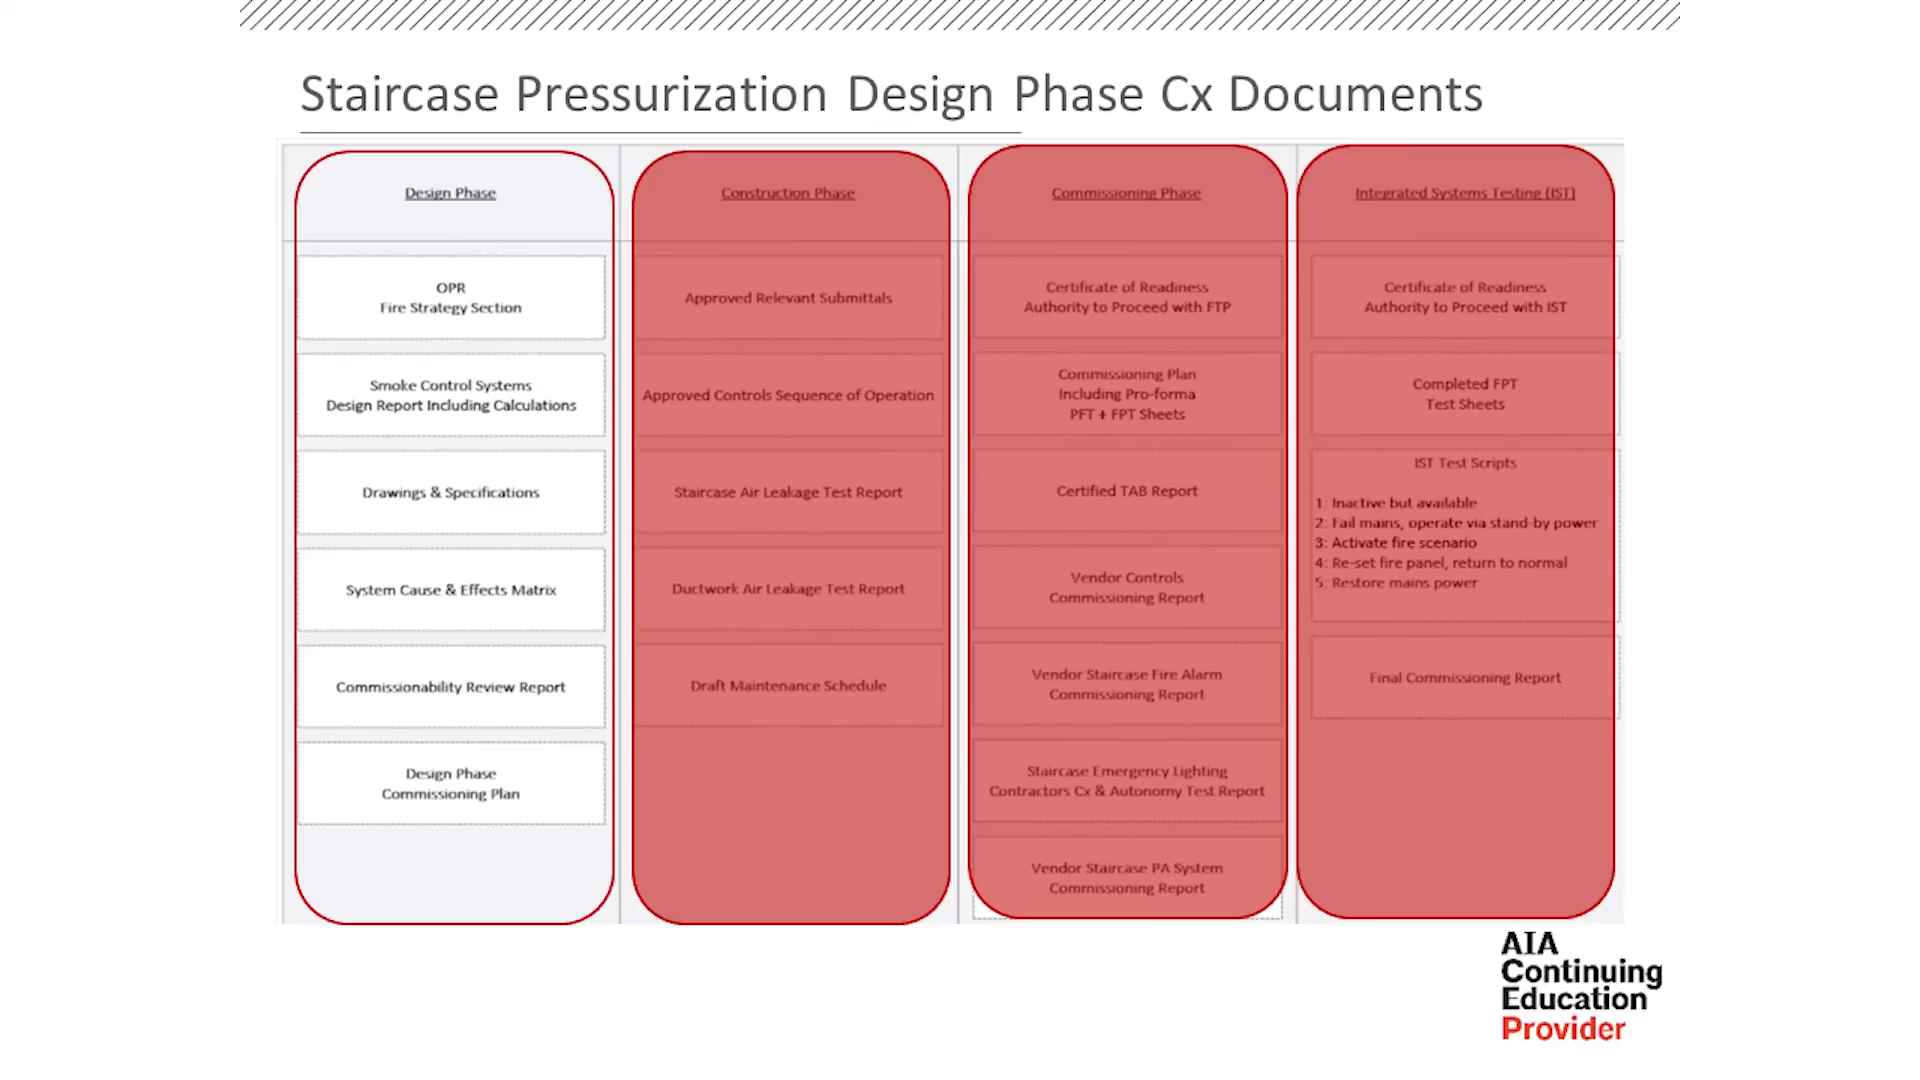 Staircase Pressurization Design Phase Cx Documents
Design Phase
OPR
Fire Strategy Section
Smoke Control Systems
Design Report Including Calculations
Drawings & Specifications
System Cause & Effects Matrix
Commissionability Review Report
Design Phase
Commissioning Plan
Construction Phase
Approved Relevant Submittals
Approved Controls Sequence of Operation
Staircase Air Leakage Test Report
Ductwork Air Leakage Test Report
Draft Maintenance Schedule
Commissioning Phase
Certificate of Readiness
Authority to Proceed with FTP
Commissioning Plan
Including Pro-forma
PFT + FPT Sheets
Certified TAB Report
Vendor Controls
Commissioning Report
Vendor Staircase Fire Alarm
Commissioning Report
Staircase Emergency Lighting
Contractors Cx & Autonomy Test Report
Vendor Staircase PA System
Commissioning Report
Integrated Systems Testing (IST)
Certificate of Readiness
Authority to Proceed with IST
Completed FPT
Test Sheets
IST Test Scripts
1: Inactive but available
2: Fail mains, operate via stand-by power
3: Activate fire scenario
4: Re-set fire panel, return to normal
5: Restore mains power
Final Commissioning Report
AIA
Continuing
Education
Provider